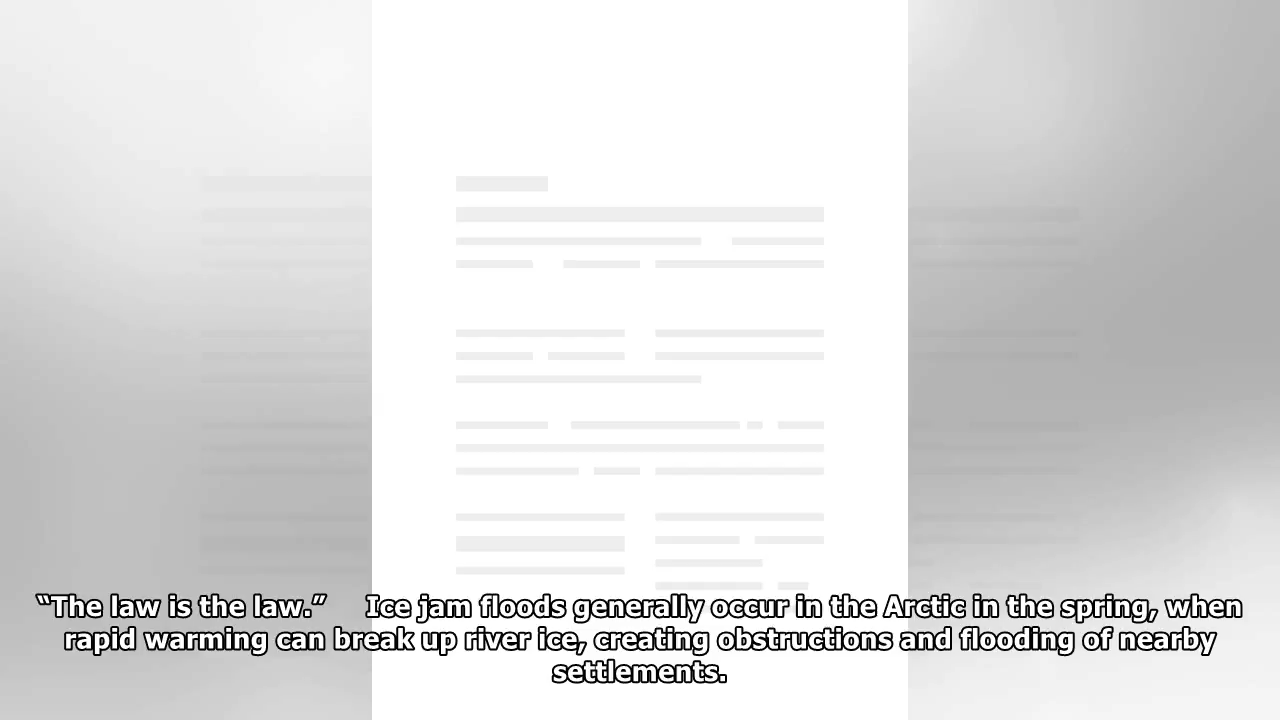 “The law is the law.” Ice jam floods generally occur in the Arctic in the spring, when
rapid warming can break up river ice, creating obstructions and flooding of nearby
settlements.